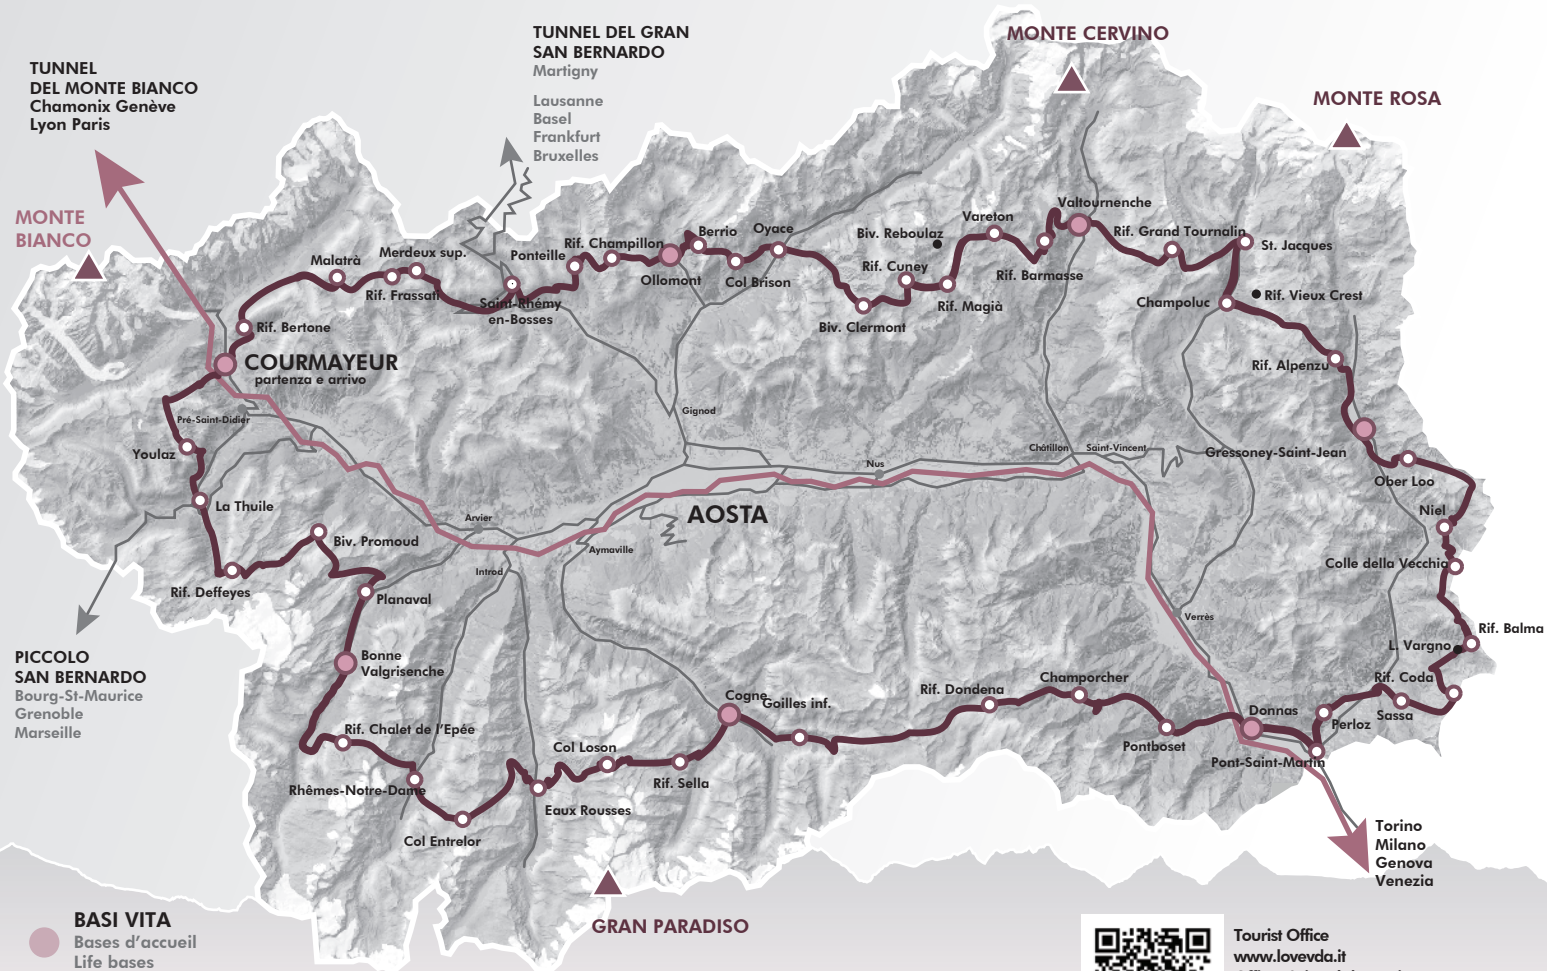 TUNNEL
DEL MONTE BIANCO
Chamonix Genève
Lyon Paris
TUNNEL DEL GRAN
SAN BERNARDO
Martigny
Lausanne
Basel
Frankfurt
Bruxelles
MONTE CERVINO
MONTE ROSA
MONTE
BIANCO
Malatrà
Merdeux sup.
Rif. Frassati
Rif. Bertone
Saint-Rhémy
en-Bosses
Ponteille
Rif. Champillon
Ollomont
Berrio
Col Brison
Oyace
Biv. Clermont
Biv. Reboulaz
Rif. Cuney
Rif. Magià
Vareton
Rif. Barmasse
Valtournenche
Rif. Grand Tournalin
St. Jacques
Champoluc
Rif. Vieux Crest
Rif. Alpenzu
Gressoney-Saint-Jean
Ober Loo
Niel
Colle della Vecchia
Rif. Balma
L. Vargno
Rif. Coda
Sassa
Perloz
Pont-Saint-Martin
Donnas
Pontboset
Champorcher
Rif. Dondena
Goilles inf.
Cogne
Rif. Sella
Col Loson
Eaux Rousses
Col Entrelor
Rhêmes-Notre-Dame
Rif. Chalet de l'Epée
Bonne
Valgrisenche
Planaval
Biv. Promoud
Rif. Deffeyes
La Thuile
Youlaz
COURMAYEUR
partenza e arrivo
Pré-Saint-Didier
Arvier
Introd
Aymaville
AOSTA
Gignod
Nus
Châtillon
Saint-Vincent
Verrès
PICCOLO
SAN BERNARDO
Bourg-St-Maurice
Grenoble
Marseille
Torino
Milano
Genova
Venezia
GRAN PARADISO
BASI VITA
Bases d'accueil
Life bases
Tourist Office
www.lovevda.it